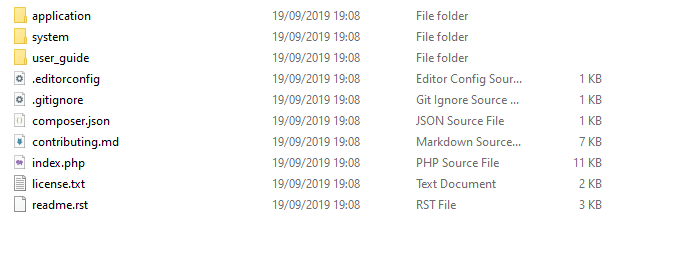 application 19/09/2019 19:08 File folder
system 19/09/2019 19:08 File folder
user_guide 19/09/2019 19:08 File folder
.editorconfig 19/09/2019 19:08 Editor Config Sour... 1 KB
.gitignore 19/09/2019 19:08 Git Ignore Source ... 1 KB
composer.json 19/09/2019 19:08 JSON Source File 1 KB
contributing.md 19/09/2019 19:08 Markdown Source... 7 KB
index.php 19/09/2019 19:08 PHP Source File 11 KB
license.txt 19/09/2019 19:08 Text Document 2 KB
readme.rst 19/09/2019 19:08 RST File 3 KB